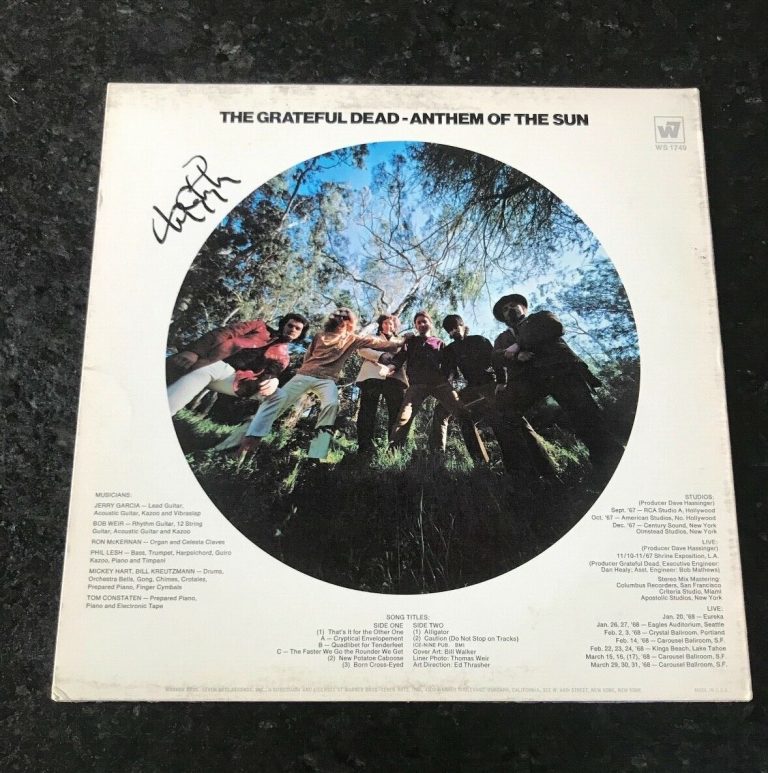 THE GRATEFUL DEAD - ANTHEM OF THE SUN
W
WS 1749
MUSICIANS:
JERRY GARCIA — Lead Guitar,
Acoustic Guitar, Kazoo and Vibraslap
BOB WEIR — Rhythm Guitar, 12 String
Guitar, Acoustic Guitar and Kazoo
RON McKERNAN — Organ and Celeste Claves
PHIL LESH — Bass, Trumpet, Harpsichord, Guiro
Kazoo, Piano and Timpani
MICKEY HART, BILL KREUTZMANN — Drums,
Orchestra Bells, Gong, Chimes, Crotales,
Prepared Piano, Finger Cymbals
TOM CONSTATEN — Prepared Piano,
Piano and Electronic Tape
SONG TITLES:
SIDE ONE
(1) That's It for the Other One
A — Cryptical Envelopement
B — Quadlibet for Tenderfeet
C — The Faster We Go the Rounder We Get
(2) New Potatoe Caboose
(3) Born Cross-Eyed
SIDE TWO
(1) Alligator
(2) Caution (Do Not Stop on Tracks)
ICE-NINE PUB. BMI
Cover Art: Bill Walker
Liner Photo: Thomas Weir
Art Direction: Ed Thrasher
STUDIOS:
(Producer Dave Hassinger)
Sept. '67 — RCA Studio A, Hollywood
Oct. '67 — American Studios, No. Hollywood
Dec. '67 — Century Sound, New York
Olmstead Studios, New York
LIVE:
(Producer Dave Hassinger)
11/10-11/67 Shrine Exposition, L.A.
(Producer Grateful Dead, Executive Engineer:
Dan Healy; Asst. Engineer: Bob Mathews)
Stereo Mix Mastering:
Columbus Recorders, San Francisco
Criteria Studio, Miami
Apostolic Studios, New York
LIVE:
Jan. 20, '68 — Eureka
Jan. 26, 27, '68 — Eagles Auditorium, Seattle
Feb. 2, 3, '68 — Crystal Ballroom, Portland
Feb. 14, '68 — Carousel Ballroom, S.F.
Feb. 22, 23, 24, '68 — Kings Beach, Lake Tahoe
March 15, 16, (17), '68 — Carousel Ballroom, S.F.
March 29, 30, 31, '68 — Carousel Ballroom, S.F.
MADE IN U.S.A.